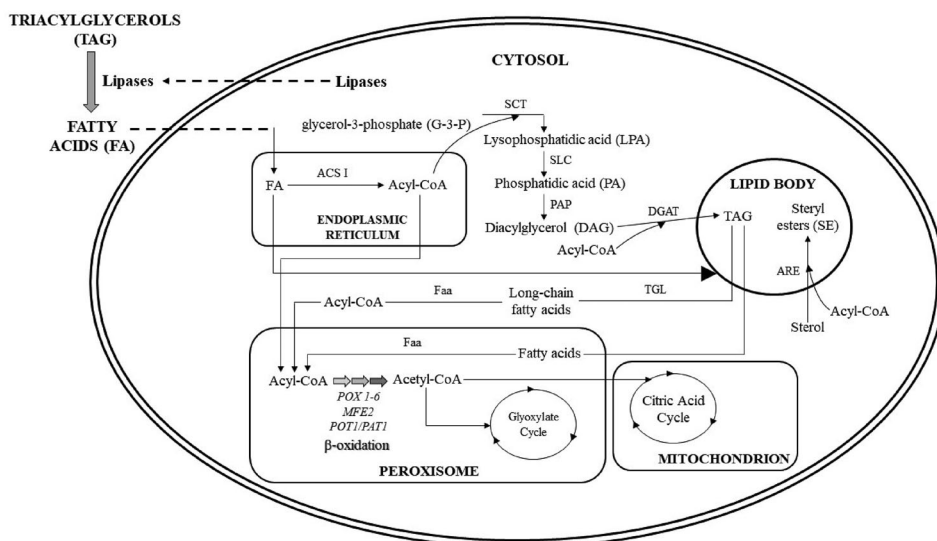 TRIACYLGLYCEROLS
(TAG)
Lipases
Lipases
FATTY
ACIDS (FA)
CYTOSOL
SCT
glycerol-3-phosphate (G-3-P)
Lysophosphatidic acid (LPA)
SLC
Phosphatidic acid (PA)
PAP
Diacylglycerol (DAG)
DGAT
Acyl-CoA
FA
ACS I
Acyl-CoA
ENDOPLASMIC
RETICULUM
LIPID BODY
TAG
Steryl
esters (SE)
ARE
Acyl-CoA
Sterol
Acyl-CoA
Faa
Long-chain
fatty acids
TGL
Faa
Fatty acids
Acyl-CoA
Acetyl-CoA
POX 1-6
MFE2
POT1/PAT1
β-oxidation
Glyoxylate
Cycle
PEROXISOME
Citric Acid
Cycle
MITOCHONDRION